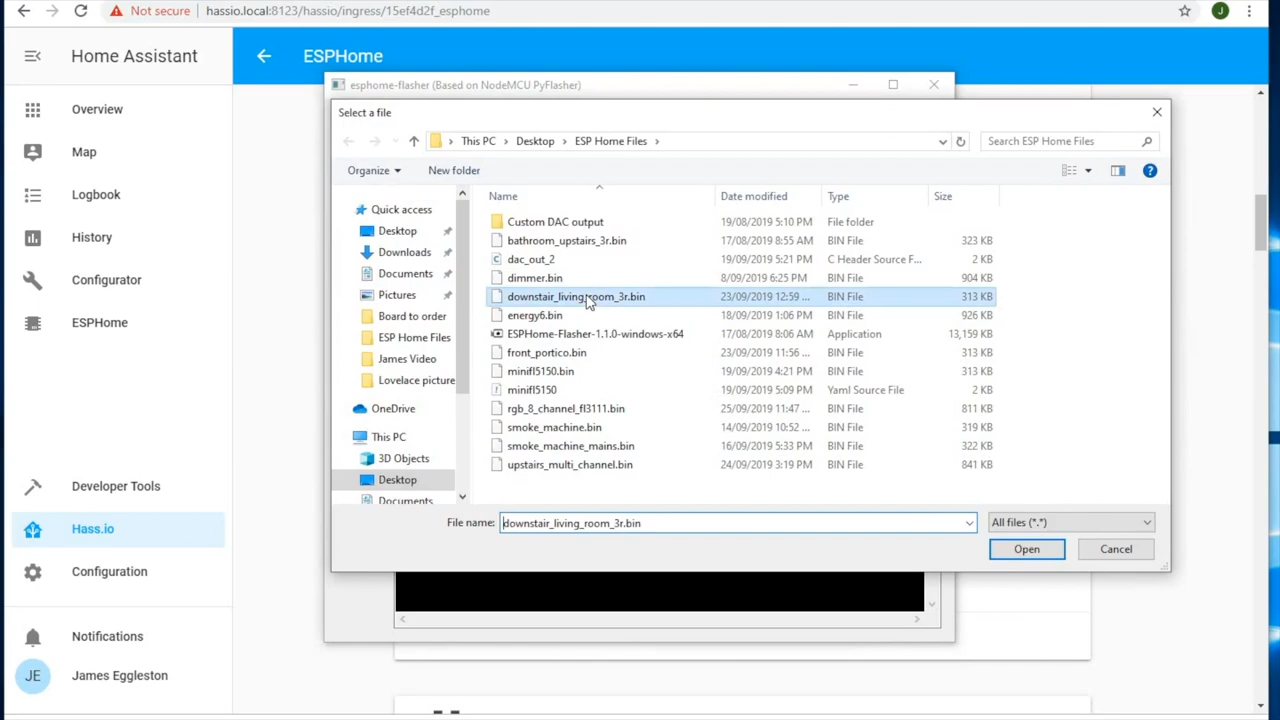 Not secure hassio.local:8123/hassio/ingress/15ef4d2f_esphome J
Home Assistant
ESPHome
Overview
Map
Logbook
History
Configurator
ESPHome
Developer Tools
Hass.io
Configuration
Notifications
JE James Eggleston
esphome-flasher (Based on NodeMCU PyFlasher)
Select a file
This PC > Desktop > ESP Home Files >
Search ESP Home Files
Organize New folder
Quick access
Desktop
Downloads
Documents
Pictures
Board to order
ESP Home Files
James Video
Lovelace picture
OneDrive
This PC
3D Objects
Desktop
Documents
Name Date modified Type Size
Custom DAC output 19/08/2019 5:10 PM File folder
bathroom_upstairs_3r.bin 17/08/2019 8:55 AM BIN File 323 KB
dac_out_2 19/09/2019 5:21 PM C Header Source F... 2 KB
dimmer.bin 8/09/2019 6:25 PM BIN File 904 KB
downstair_living_room_3r.bin 23/09/2019 12:59 ... BIN File 313 KB
energy6.bin 18/09/2019 1:06 PM BIN File 926 KB
ESPHome-Flasher-1.1.0-windows-x64 17/08/2019 8:06 AM Application 13,159 KB
front_portico.bin 23/09/2019 11:56 ... BIN File 313 KB
minifl5150.bin 19/09/2019 4:21 PM BIN File 313 KB
minifl5150 19/09/2019 5:09 PM Yaml Source File 2 KB
rgb_8_channel_fl3111.bin 25/09/2019 11:47 ... BIN File 811 KB
smoke_machine.bin 14/09/2019 10:52 ... BIN File 319 KB
smoke_machine_mains.bin 16/09/2019 5:33 PM BIN File 322 KB
upstairs_multi_channel.bin 24/09/2019 3:19 PM BIN File 841 KB
File name: downstair_living_room_3r.bin All files (*.*)
Open Cancel